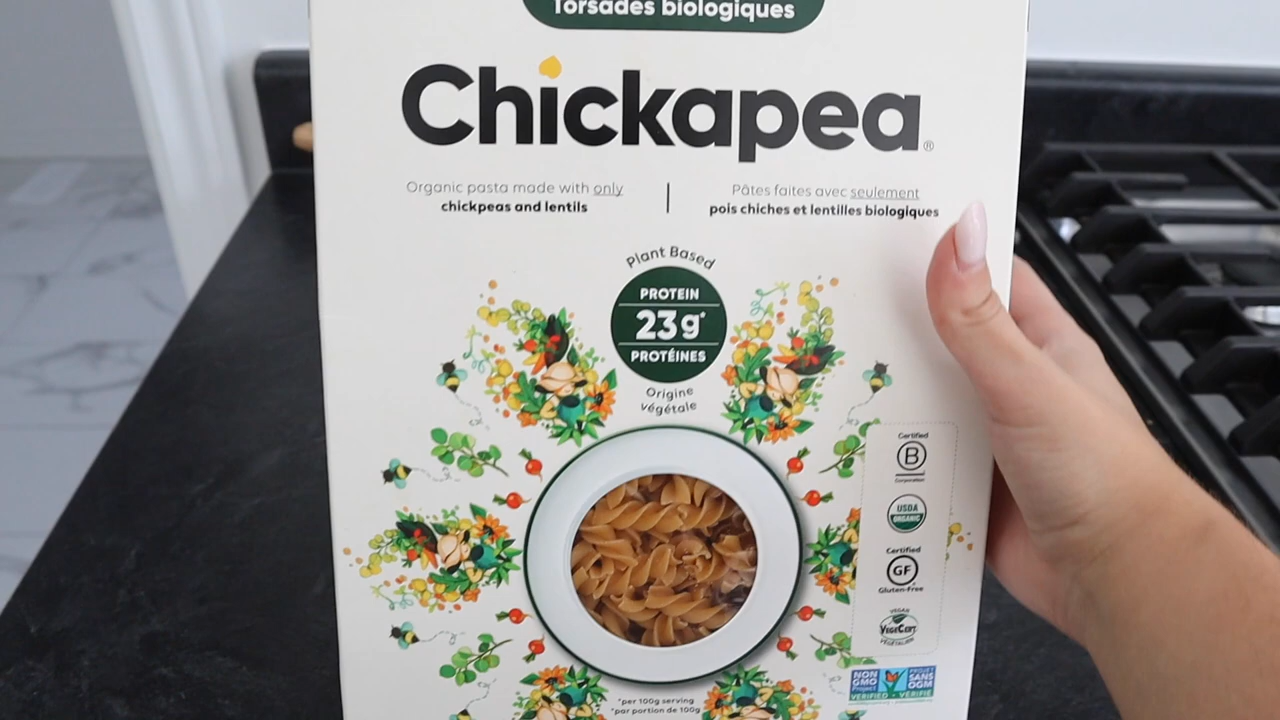 Torsades biologiques
Chickapea®
Organic pasta made with only
chickpeas and lentils
Pâtes faites avec seulement
pois chiches et lentilles biologiques
Plant Based
PROTEIN
23g*
PROTÉINES
Origine
végétale
Certified
B
Corporation
USDA
ORGANIC
Certified
GF
Gluten-Free
VEGAN
VegeCert
VÉGÉTALIEN
NON
GMO
Project
PROJET
SANS
OGM
VERIFIED • VÉRIFIÉ
*per 100g serving
*par portion de 100g